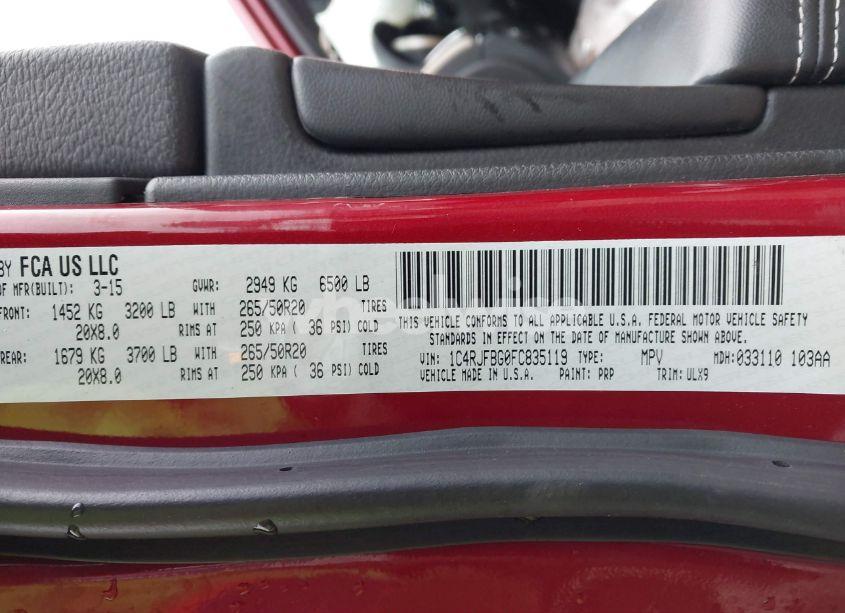 BY FCA US LLC
OF MFR(BUILT): 3-15 GVWR: 2949 KG 6500 LB
FRONT: 1452 KG 3200 LB WITH 265/50R20 TIRES
20X8.0 RIMS AT 250 KPA ( 36 PSI) COLD
REAR: 1679 KG 3700 LB WITH 265/50R20 TIRES
20X8.0 RIMS AT 250 KPA ( 36 PSI) COLD
THIS VEHICLE CONFORMS TO ALL APPLICABLE U.S.A. FEDERAL MOTOR VEHICLE SAFETY
STANDARDS IN EFFECT ON THE DATE OF MANUFACTURE SHOWN ABOVE.
VIN: 1C4RJFBG0FC835119 TYPE: MPV MDH: 033110 103AA
VEHICLE MADE IN U.S.A. PAINT: PRP TRIM: ULX9